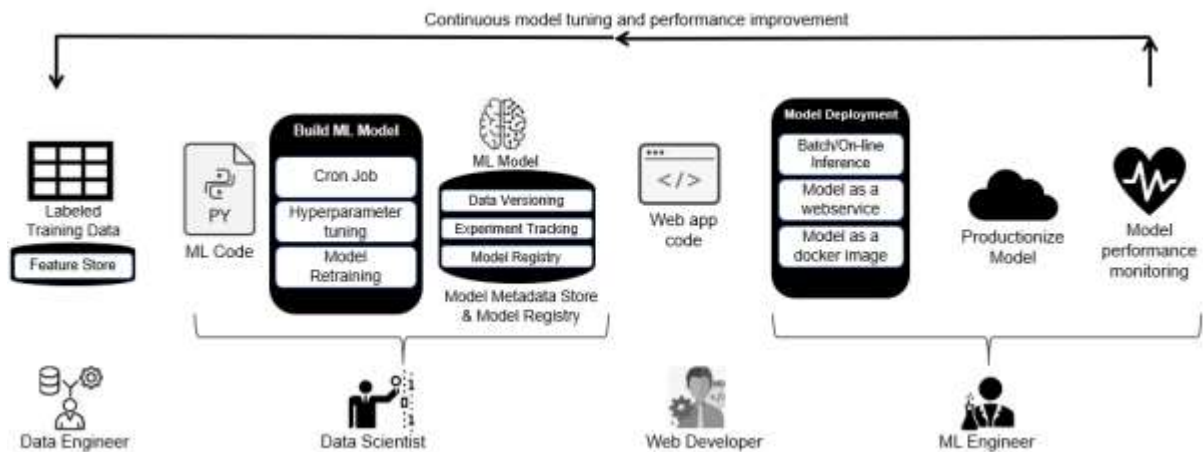 Continuous model tuning and performance improvement
Labeled
Training Data
Feature Store
PY
ML Code
Build ML Model
Cron Job
Hyperparameter
tuning
Model
Retraining
ML Model
Data Versioning
Experiment Tracking
Model Registry
Model Metadata Store
& Model Registry
</>
Web app
code
Model Deployment
Batch/On-line
Inference
Model as a
webservice
Model as a
docker image
Productionize
Model
Model
performance
monitoring
Data Engineer
1
1
Data Scientist
</>
Web Developer
ML Engineer